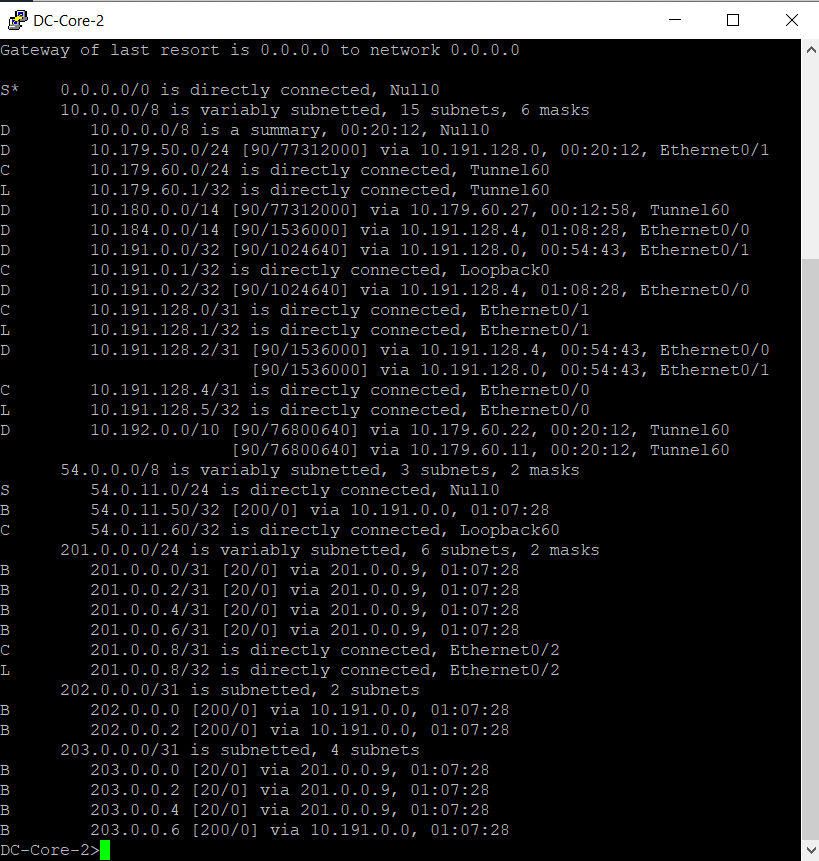 DC-Core-2
Gateway of last resort is 0.0.0.0 to network 0.0.0.0
S*    0.0.0.0/0 is directly connected, Null0
      10.0.0.0/8 is variably subnetted, 15 subnets, 6 masks
D        10.0.0.0/8 is a summary, 00:20:12, Null0
D        10.179.50.0/24 [90/77312000] via 10.191.128.0, 00:20:12, Ethernet0/1
C        10.179.60.0/24 is directly connected, Tunnel60
L        10.179.60.1/32 is directly connected, Tunnel60
D        10.180.0.0/14 [90/77312000] via 10.179.60.27, 00:12:58, Tunnel60
D        10.184.0.0/14 [90/1536000] via 10.191.128.4, 01:08:28, Ethernet0/0
D        10.191.0.0/32 [90/1024640] via 10.191.128.0, 00:54:43, Ethernet0/1
C        10.191.0.1/32 is directly connected, Loopback0
D        10.191.0.2/32 [90/1024640] via 10.191.128.4, 01:08:28, Ethernet0/0
C        10.191.128.0/31 is directly connected, Ethernet0/1
L        10.191.128.1/32 is directly connected, Ethernet0/1
D        10.191.128.2/31 [90/1536000] via 10.191.128.4, 00:54:43, Ethernet0/0
                         [90/1536000] via 10.191.128.0, 00:54:43, Ethernet0/1
C        10.191.128.4/31 is directly connected, Ethernet0/0
L        10.191.128.5/32 is directly connected, Ethernet0/0
D        10.192.0.0/10 [90/76800640] via 10.179.60.22, 00:20:12, Tunnel60
                       [90/76800640] via 10.179.60.11, 00:20:12, Tunnel60
      54.0.0.0/8 is variably subnetted, 3 subnets, 2 masks
S        54.0.11.0/24 is directly connected, Null0
B        54.0.11.50/32 [200/0] via 10.191.0.0, 01:07:28
C        54.0.11.60/32 is directly connected, Loopback60
      201.0.0.0/24 is variably subnetted, 6 subnets, 2 masks
B        201.0.0.0/31 [20/0] via 201.0.0.9, 01:07:28
B        201.0.0.2/31 [20/0] via 201.0.0.9, 01:07:28
B        201.0.0.4/31 [20/0] via 201.0.0.9, 01:07:28
B        201.0.0.6/31 [20/0] via 201.0.0.9, 01:07:28
C        201.0.0.8/31 is directly connected, Ethernet0/2
L        201.0.0.8/32 is directly connected, Ethernet0/2
      202.0.0.0/31 is subnetted, 2 subnets
B        202.0.0.0 [200/0] via 10.191.0.0, 01:07:28
B        202.0.0.2 [200/0] via 10.191.0.0, 01:07:28
      203.0.0.0/31 is subnetted, 4 subnets
B        203.0.0.0 [20/0] via 201.0.0.9, 01:07:28
B        203.0.0.2 [20/0] via 201.0.0.9, 01:07:28
B        203.0.0.4 [20/0] via 201.0.0.9, 01:07:28
B        203.0.0.6 [200/0] via 10.191.0.0, 01:07:28
DC-Core-2>